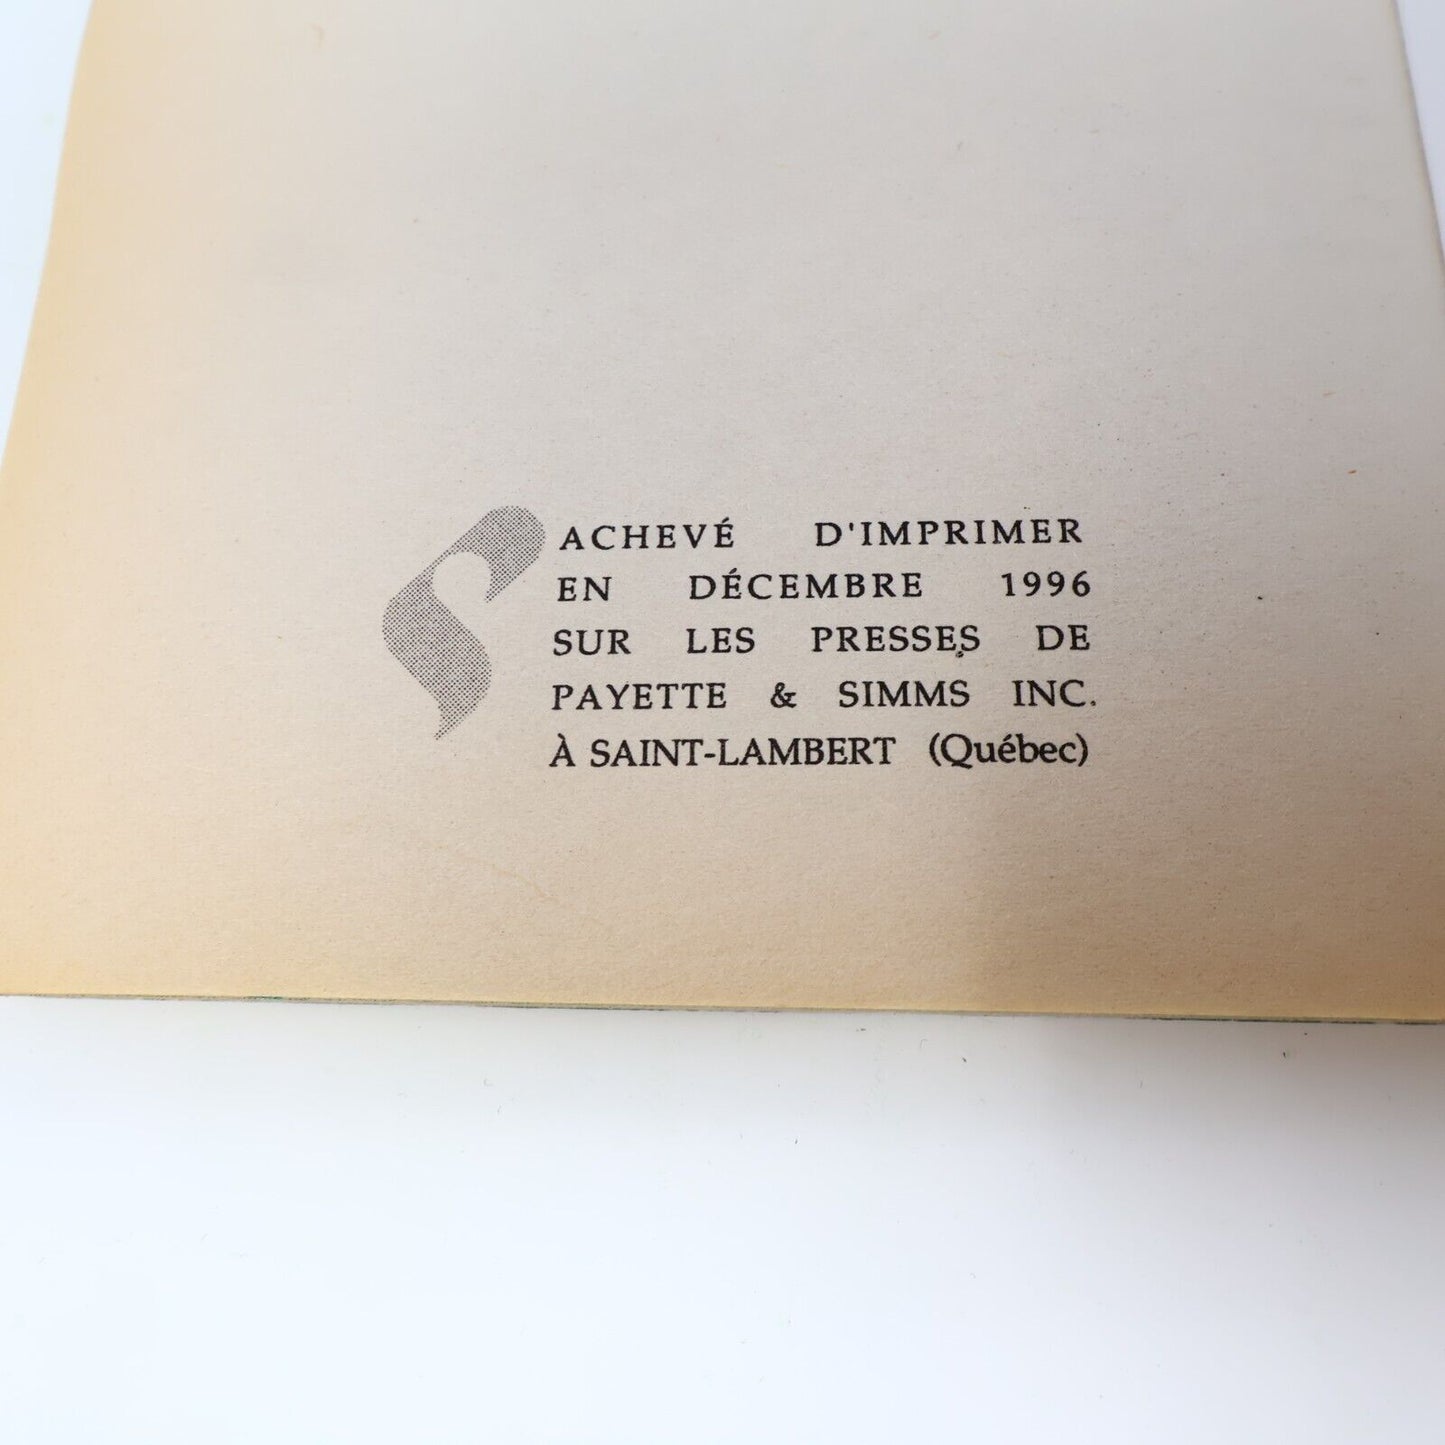 ACHEVÉ D'IMPRIMER
EN DÉCEMBRE 1996
SUR LES PRESSES DE
PAYETTE & SIMMS INC.
À SAINT-LAMBERT (Québec)